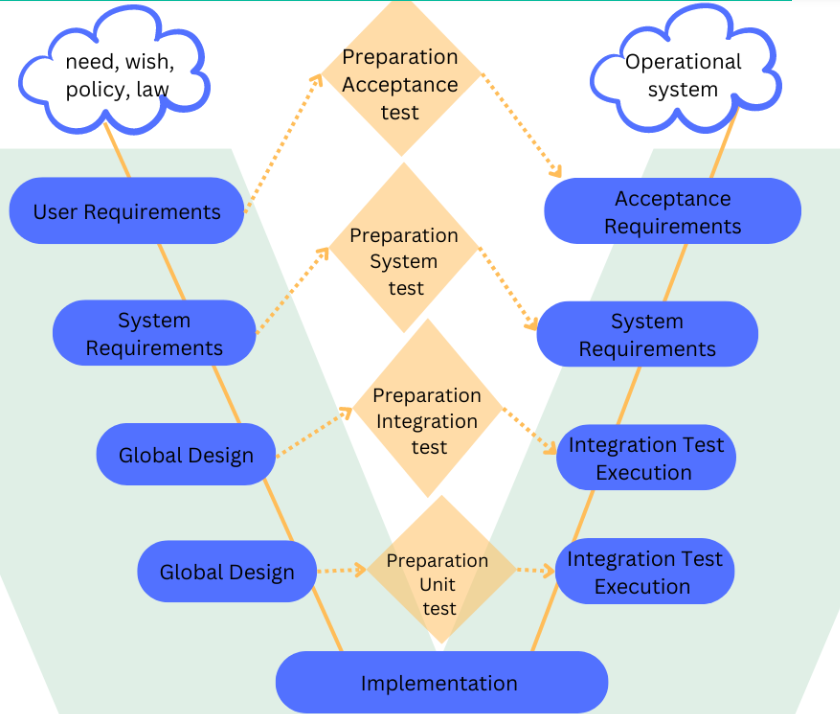 need, wish,
policy, law
Preparation
Acceptance
test
Operational
system
User Requirements
Acceptance
Requirements
Preparation
System
test
System
Requirements
System
Requirements
Preparation
Integration
test
Global Design
Integration Test
Execution
Global Design
Preparation
Unit
test
Integration Test
Execution
Implementation